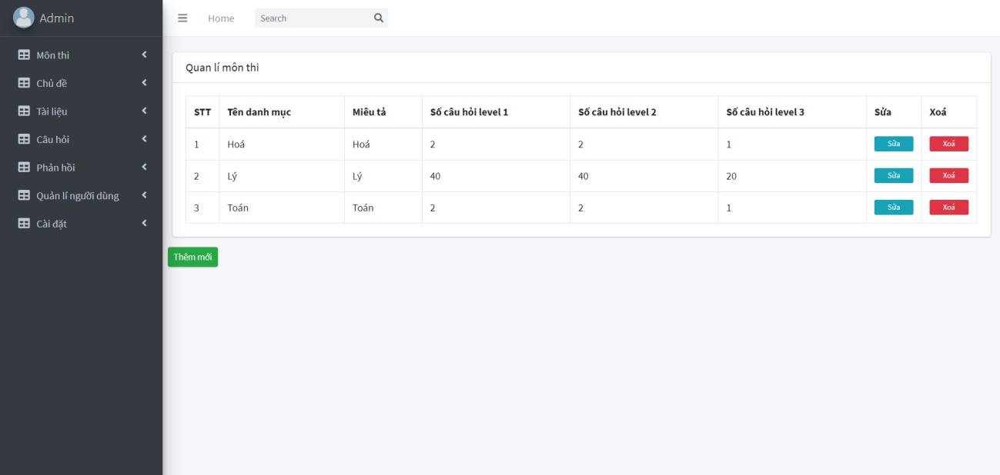 Admin
Home
Search
Môn thi
Chủ đề
Tài liệu
Câu hỏi
Phản hồi
Quản lí người dùng
Cài đặt
Quan lí môn thi
STT Tên danh mục Miêu tả Số câu hỏi level 1 Số câu hỏi level 2 Số câu hỏi level 3 Sửa Xoá
1 Hoá Hoá 2 2 1 Sửa Xoá
2 Lý Lý 40 40 20 Sửa Xoá
3 Toán Toán 2 2 1 Sửa Xoá
Thêm mới